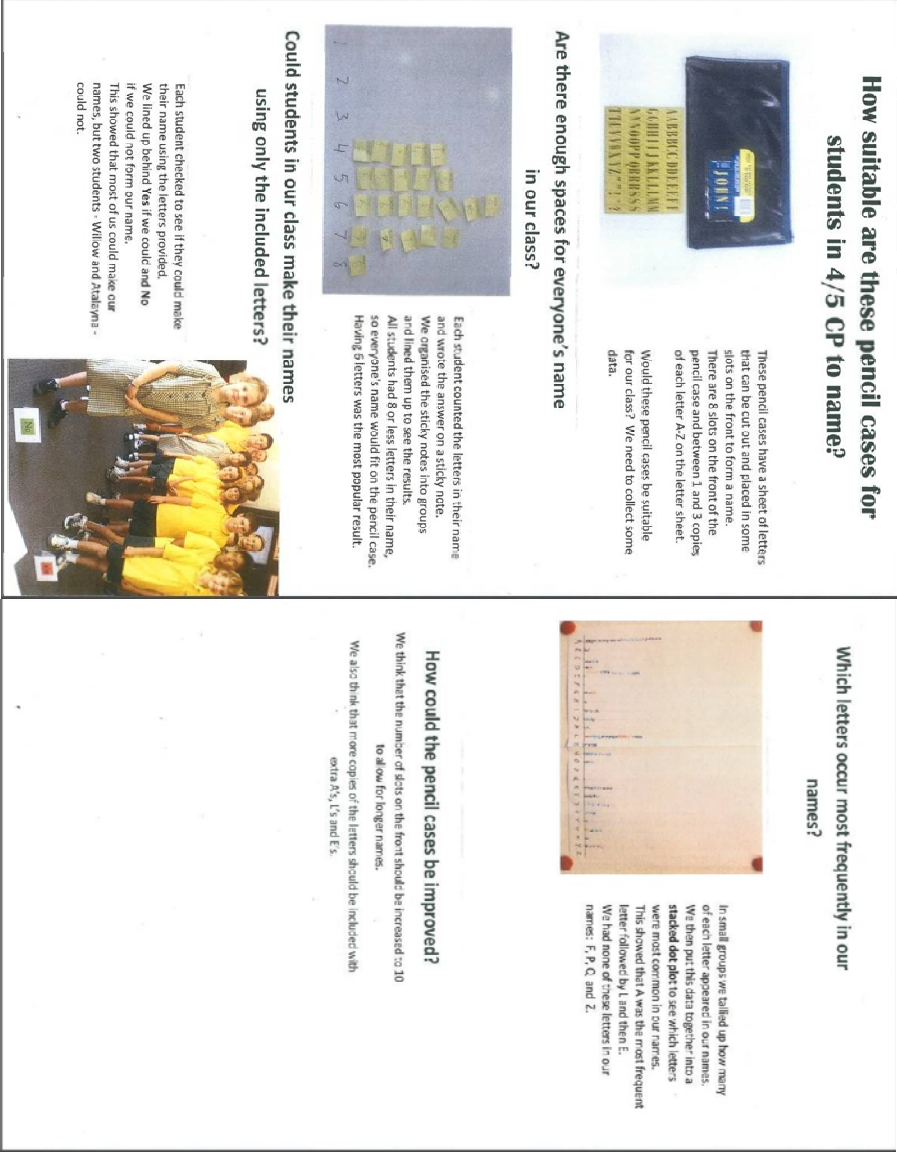 How suitable are these pencil cases for
students in 4/5 CP to name?
JOHN!
AABBBCCDDEEEFF
GGHHIIJJKKLLLMM
NNNOOPPQRRRSSS
These pencil cases have a sheet of letters
that can be cut out and placed in some
slots on the front to form a name.
There are 8 slots on the front of the
pencil case and between 1 and 3 copies
of each letter A-Z on the letter sheet.
Would these pencil cases be suitable
for our class? We need to collect some
data.
Are there enough spaces for everyone's name
in our class?
1 2 3 4 5 6 7 8
Each student counted the letters in their name
and wrote the answer on a sticky note.
We organised the sticky notes into groups
and lined them up to see the results.
All students had 8 or less letters in their name,
so everyone's name would fit on the pencil case.
Having 6 letters was the most popular result.
Could students in our class make their names
using only the included letters?
Each student checked to see if they could make
their name using the letters provided.
We lined up behind Yes if we could and No
if we could not form our name.
This showed that most of us could make our
names, but two students - Willow and Atalayna -
could not.
No
Which letters occur most frequently in our
names?
In small groups we tallied up how many
of each letter appeared in our names.
We then put this data together into a
stacked dot plot to see which letters
were most common in our names.
This showed that A was the most frequent
letter followed by L and then E.
We had none of these letters in our
names: F, P, Q and Z.
How could the pencil cases be improved?
We think that the number of slots on the front should be increased to 10
to allow for longer names.
We also think that more copies of the letters should be included with
extra A's, L's and E's.